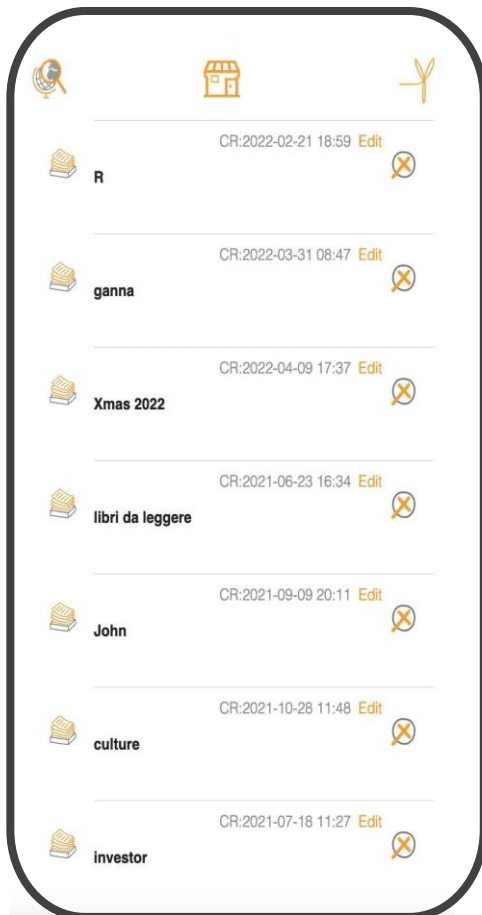 CR:2022-02-21 18:59 Edit
R
CR:2022-03-31 08:47 Edit
ganna
CR:2022-04-09 17:37 Edit
Xmas 2022
CR:2021-06-23 16:34 Edit
libri da leggere
CR:2021-09-09 20:11 Edit
John
CR:2021-10-28 11:48 Edit
culture
CR:2021-07-18 11:27 Edit
investor